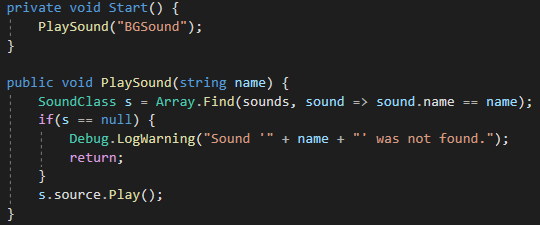 private void Start() {
PlaySound("BGSound");
}
public void PlaySound(string name) {
SoundClass s = Array.Find(sounds, sound => sound.name == name);
if(s == null) {
Debug.LogWarning("Sound '" + name + "' was not found.");
return;
}
s.source.Play();
}